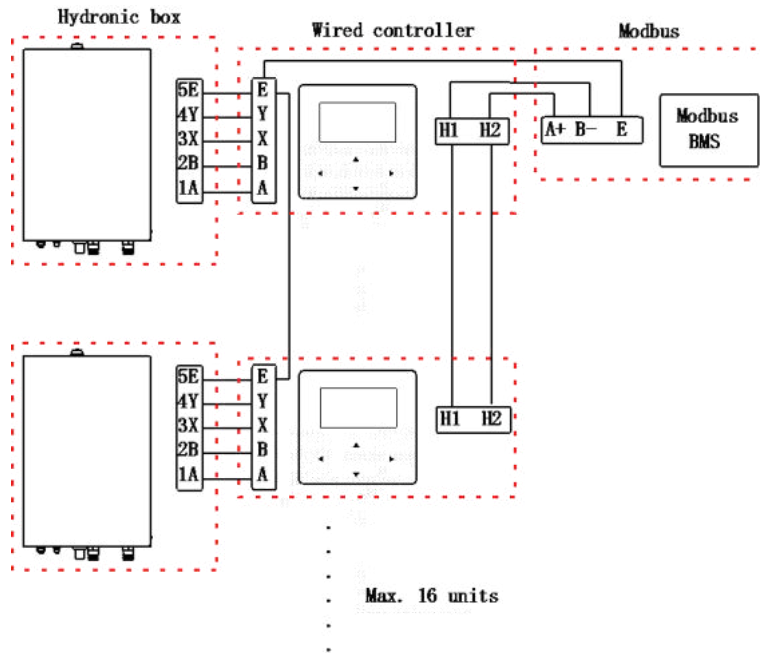 Hydronic box
Wired controller
Modbus
5E
4Y
3X
2B
1A
E
Y
X
B
A
H1 H2
A+ B- E
Modbus
BMS
5E
4Y
3X
2B
1A
E
Y
X
B
A
H1 H2
Max. 16 units